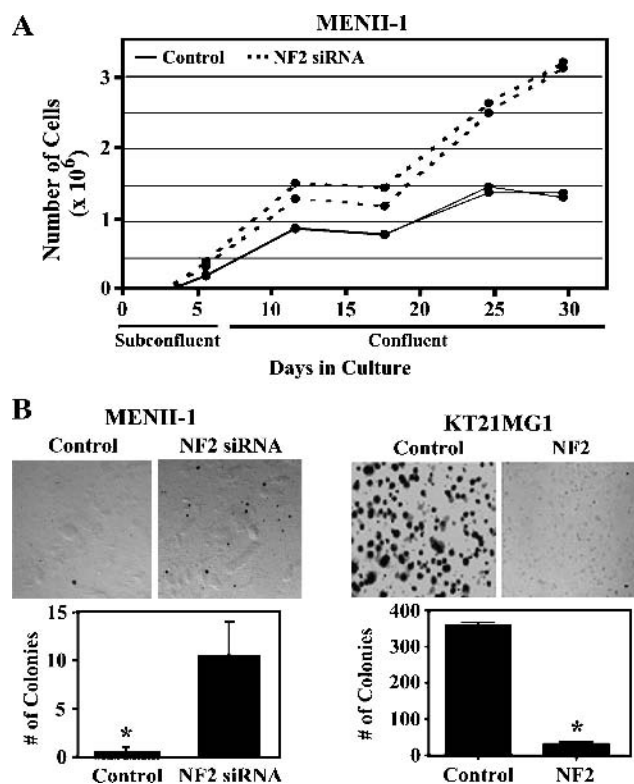 A
MENII-1
Control NF2 siRNA
Number of Cells
(x 10⁶)
3
2
1
0
0 5 10 15 20 25 30
Subconfluent Confluent
Days in Culture
B
MENII-1
Control NF2 siRNA
# of Colonies
15
10
5
0
*
Control NF2 siRNA
KT21MG1
Control NF2
# of Colonies
400
300
200
100
0
*
Control NF2